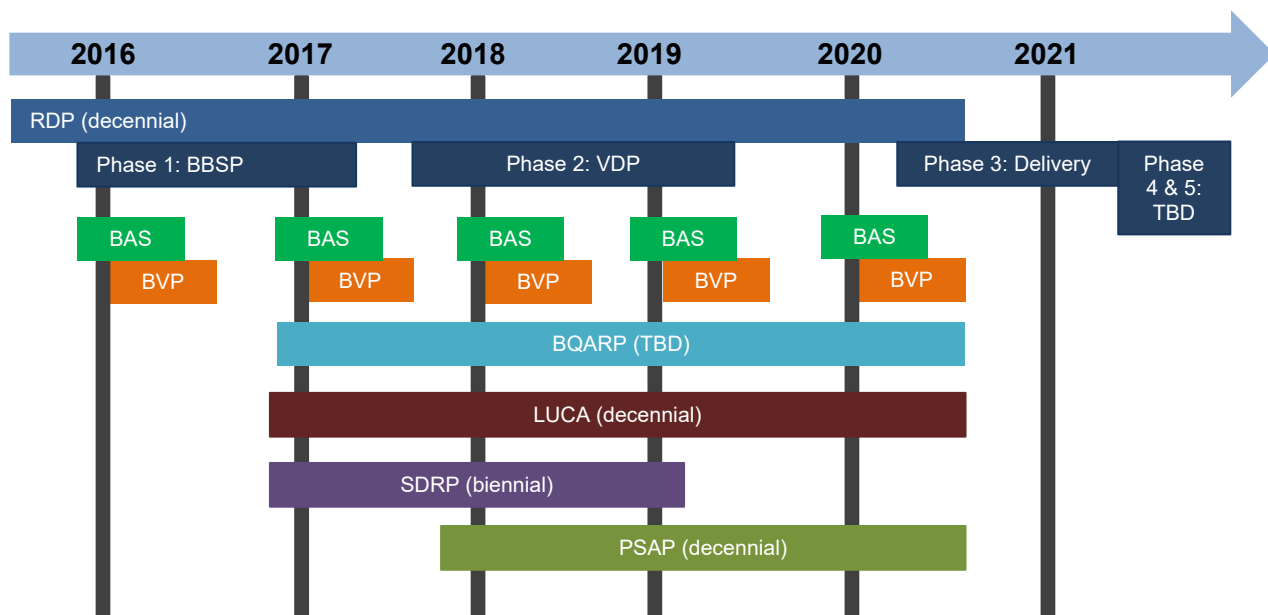 2016 2017 2018 2019 2020 2021
RDP (decennial)
Phase 1: BBSP
Phase 2: VDP
Phase 3: Delivery
Phase
4 & 5:
TBD
BAS BAS BAS BAS BAS
BVP BVP BVP BVP BVP
BQARP (TBD)
LUCA (decennial)
SDRP (biennial)
PSAP (decennial)